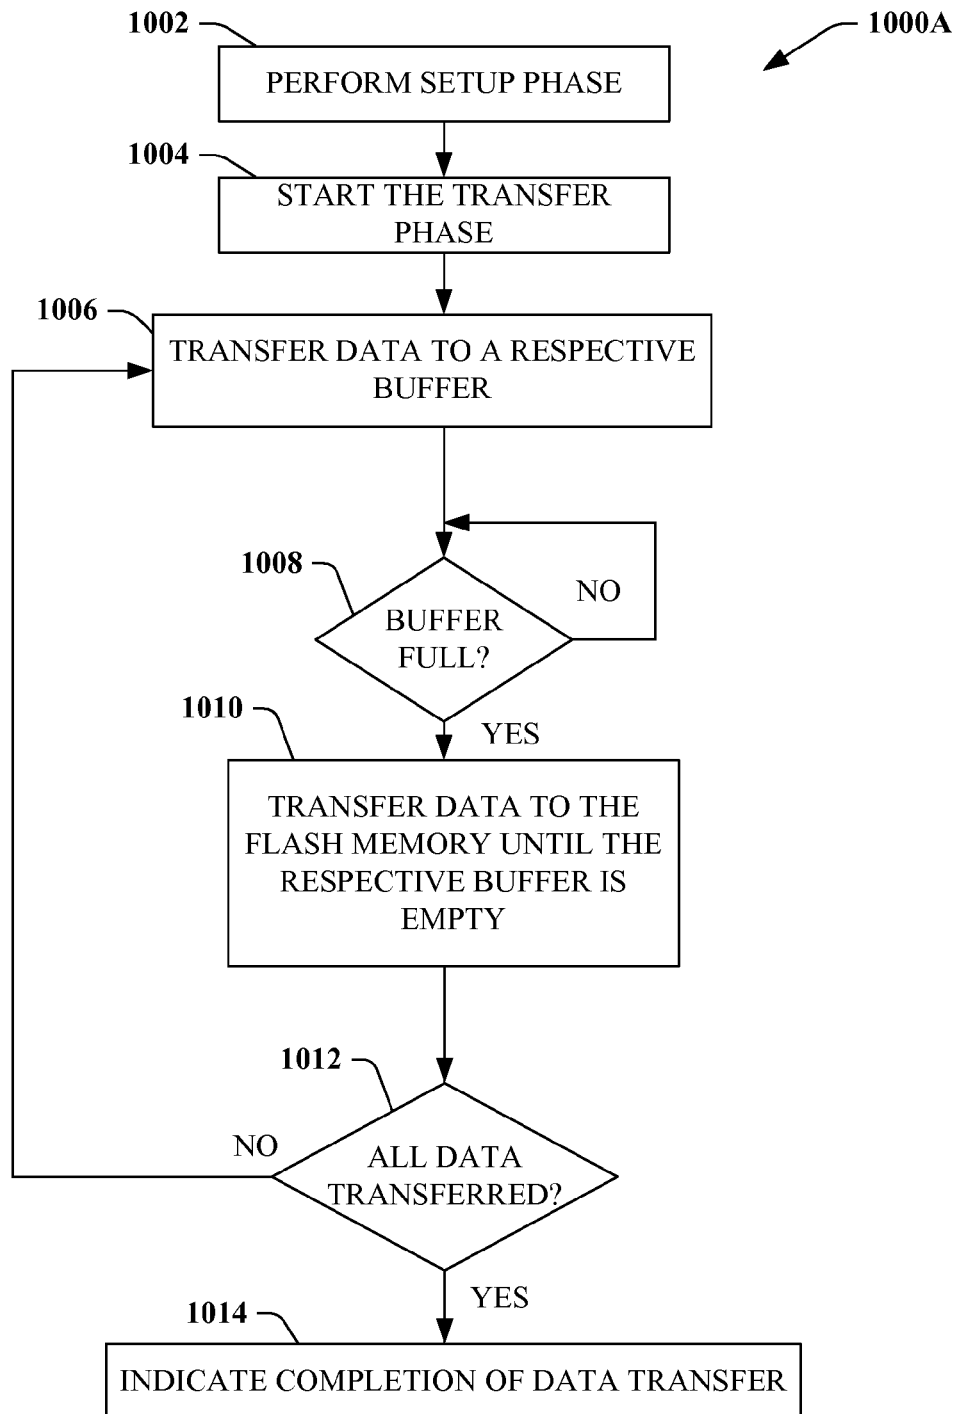 1002
1000A
PERFORM SETUP PHASE
1004
START THE TRANSFER
PHASE
1006
TRANSFER DATA TO A RESPECTIVE
BUFFER
1008
NO
BUFFER
FULL?
1010
YES
TRANSFER DATA TO THE
FLASH MEMORY UNTIL THE
RESPECTIVE BUFFER IS
EMPTY
1012
NO
ALL DATA
TRANSFERRED?
YES
1014
INDICATE COMPLETION OF DATA TRANSFER